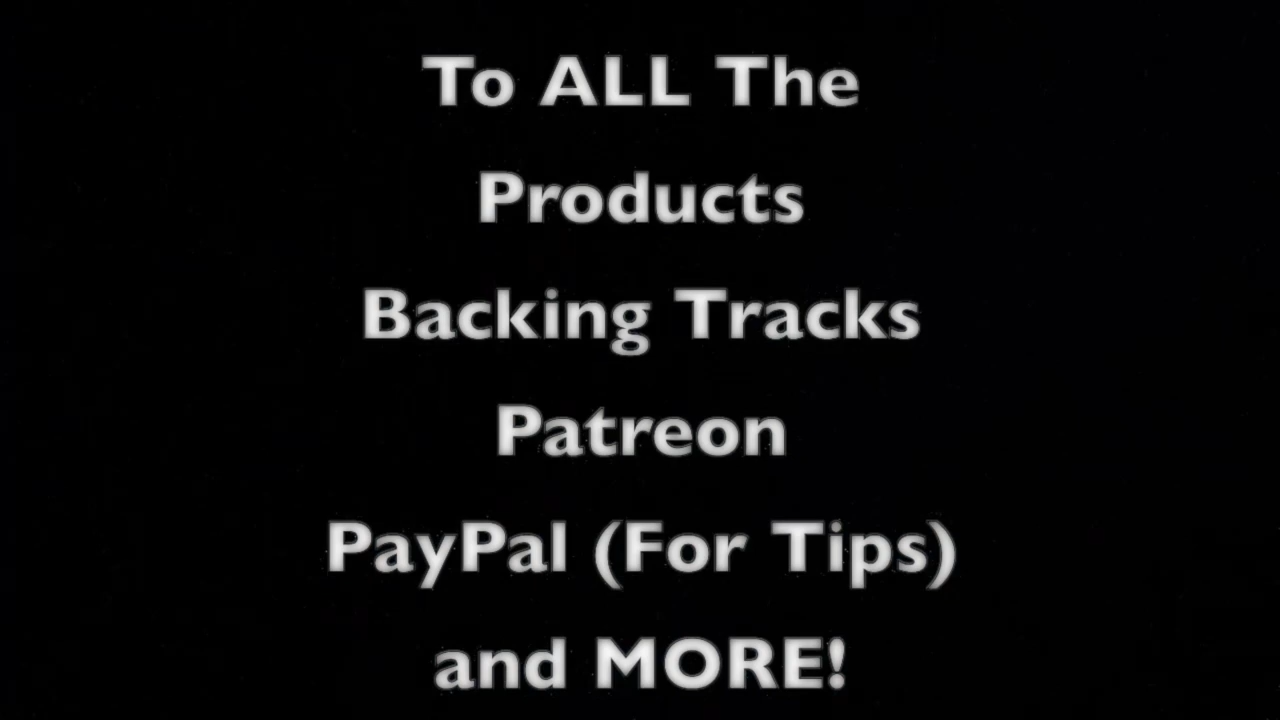 To ALL The
Products
Backing Tracks
Patreon
PayPal (For Tips)
and MORE!